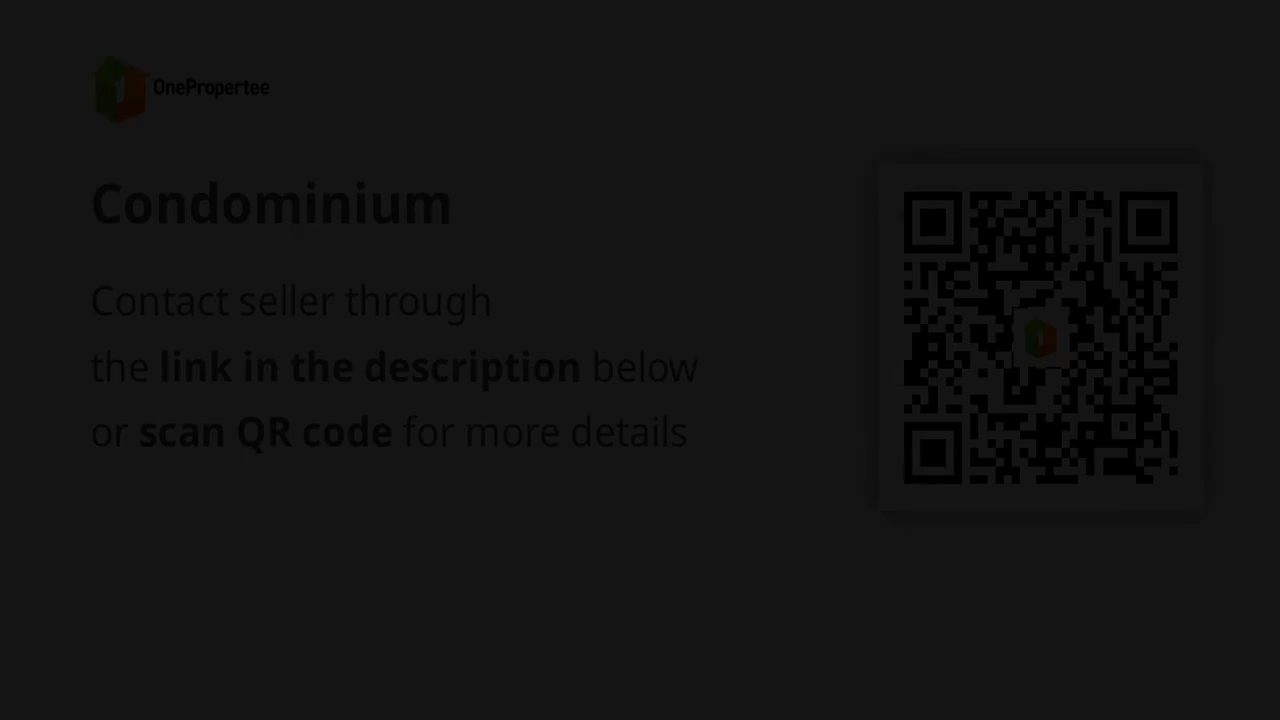 OnePropertee
Condominium
Contact seller through
the link in the description below
or scan QR code for more details